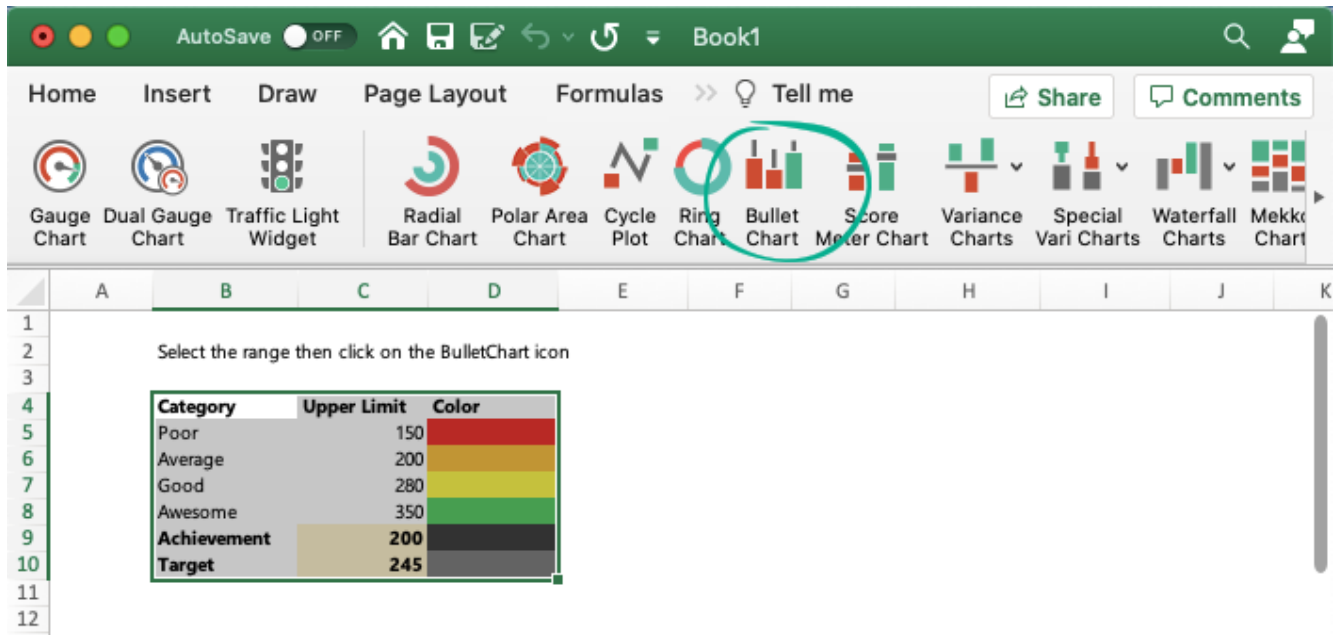 AutoSave OFF Book1
Home Insert Draw Page Layout Formulas >> Tell me Share Comments
Gauge Chart
Dual Gauge Chart
Traffic Light Widget
Radial Bar Chart
Polar Area Chart
Cycle Plot
Ring Chart
Bullet Chart
Score Meter Chart
Variance Charts
Special Vari Charts
Waterfall Charts
Chart
A B C D E F G H I J K
1
2 Select the range then click on the BulletChart icon
3
4 Category Upper Limit Color
5 Poor 150
6 Average 200
7 Good 280
8 Awesome 350
9 Achievement 200
10 Target 245
11
12